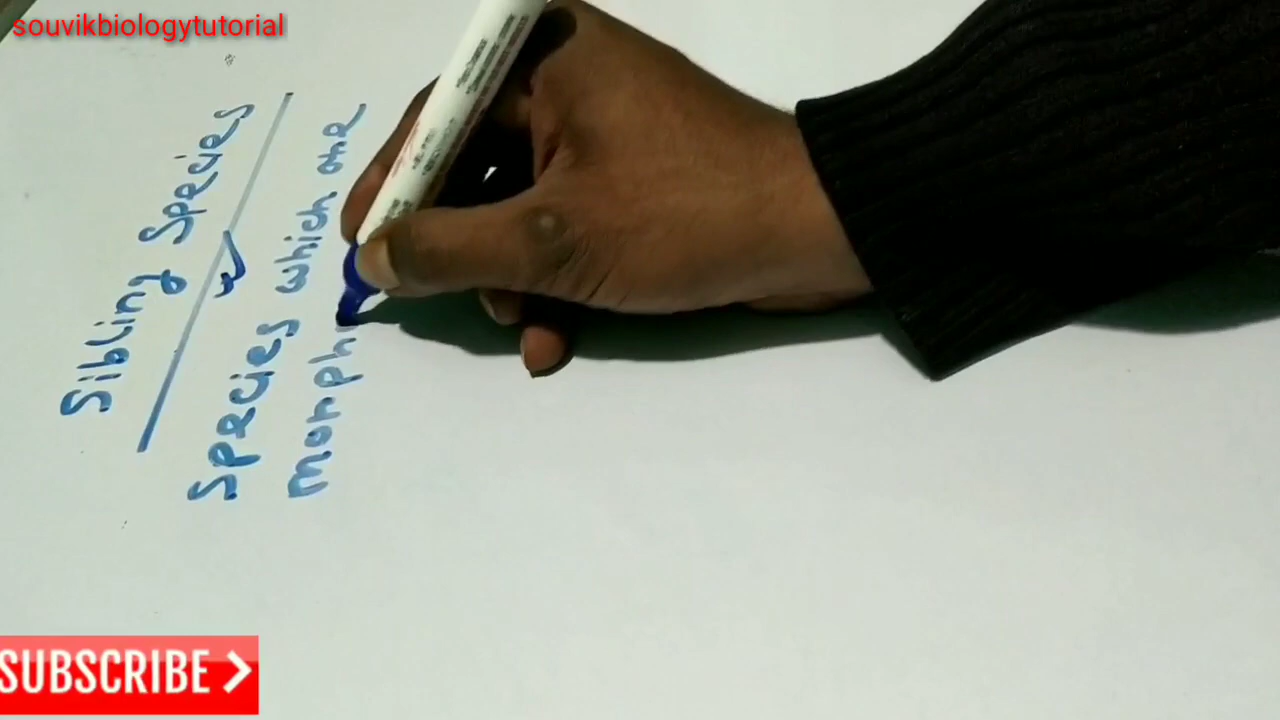 souvikbiologytutorial
Sibling Species
Species which are
morph
SUBSCRIBE